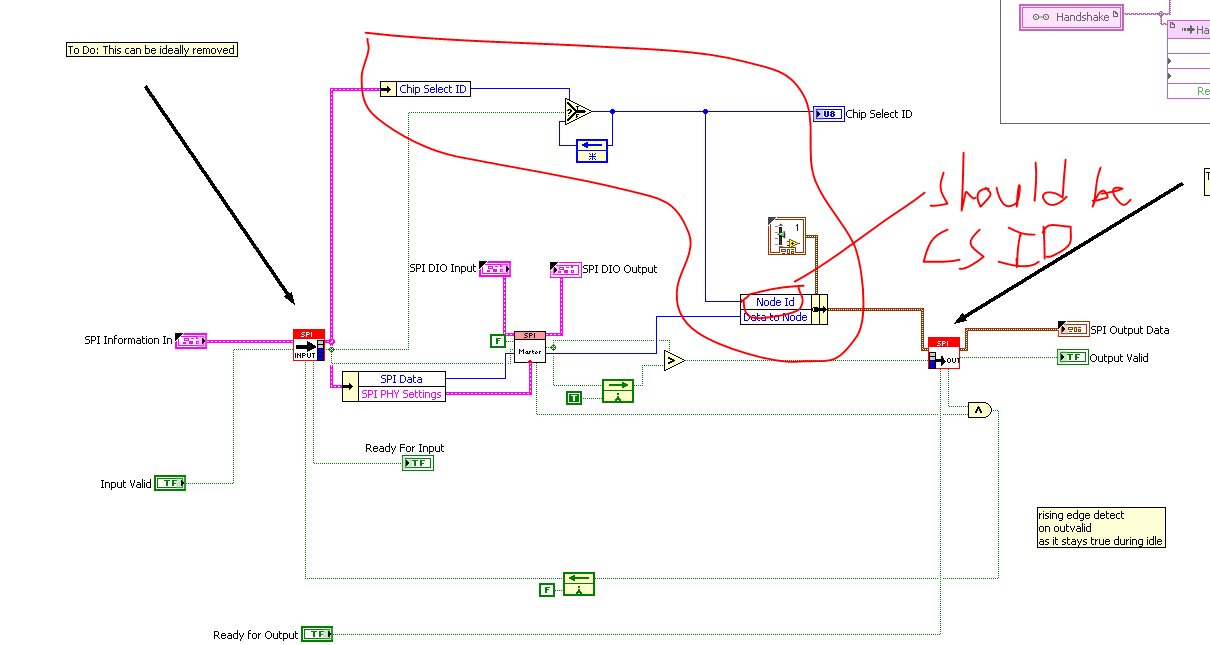 Handshake
Ha
To Do: This can be ideally removed
Re
Chip Select ID
T
F
?
U8
Chip Select ID
should be
CS ID
1
SPI DIO Input
SPI DIO Output
Node Id
Data to Node
SPI Information In
SPI
INPUT
F
SPI
Master
SPI
OUT
SPI Output Data
TF
Output Valid
SPI Data
SPI PHY Settings
>
T
Λ
Ready For Input
TF
Input Valid
TF
rising edge detect
on outvalid
as it stays true during idle
F
Ready for Output
TF